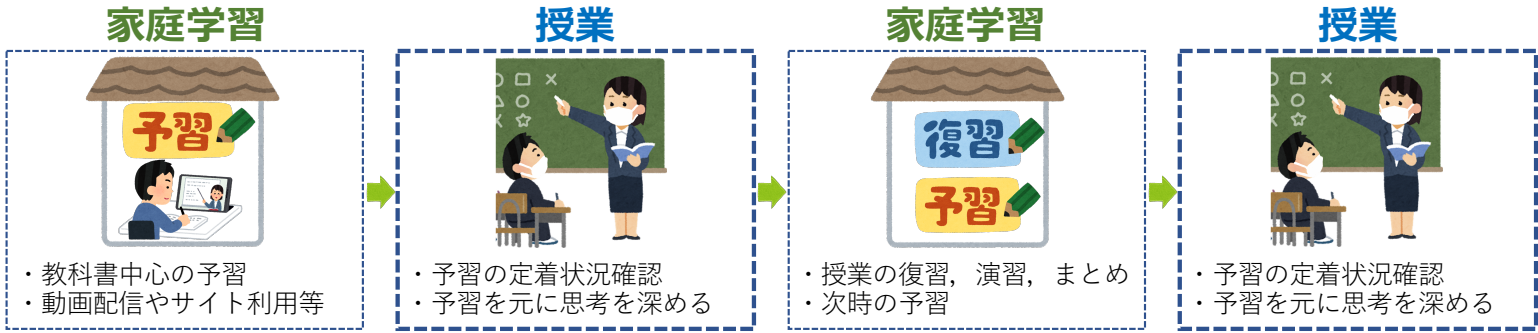 家庭学習
予習
・教科書中心の予習
・動画配信やサイト利用等
授業
・予習の定着状況確認
・予習を元に思考を深める
家庭学習
復習
予習
・授業の復習，演習，まとめ
・次時の予習
授業
・予習の定着状況確認
・予習を元に思考を深める